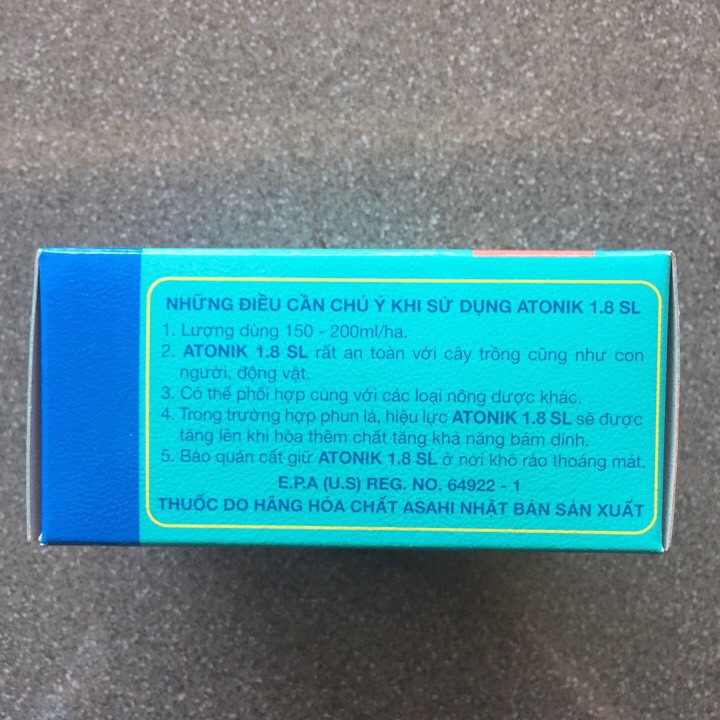 NHỮNG ĐIỀU CẦN CHÚ Ý KHI SỬ DỤNG ATONIK 1.8 SL
1. Lượng dùng 150 - 200ml/ha.
2. ATONIK 1.8 SL rất an toàn với cây trồng cũng như con
người, động vật.
3. Có thể phối hợp cùng với các loại nông dược khác.
4. Trong trường hợp phun lá, hiệu lực ATONIK 1.8 SL sẽ được
tăng lên khi hòa thêm chất tăng khả năng bám dính.
5. Bảo quản cất giữ ATONIK 1.8 SL ở nơi khô ráo thoáng mát.
E.P.A (U.S) REG. NO. 64922 - 1
THUỐC DO HÃNG HÓA CHẤT ASAHI NHẬT BẢN SẢN XUẤT